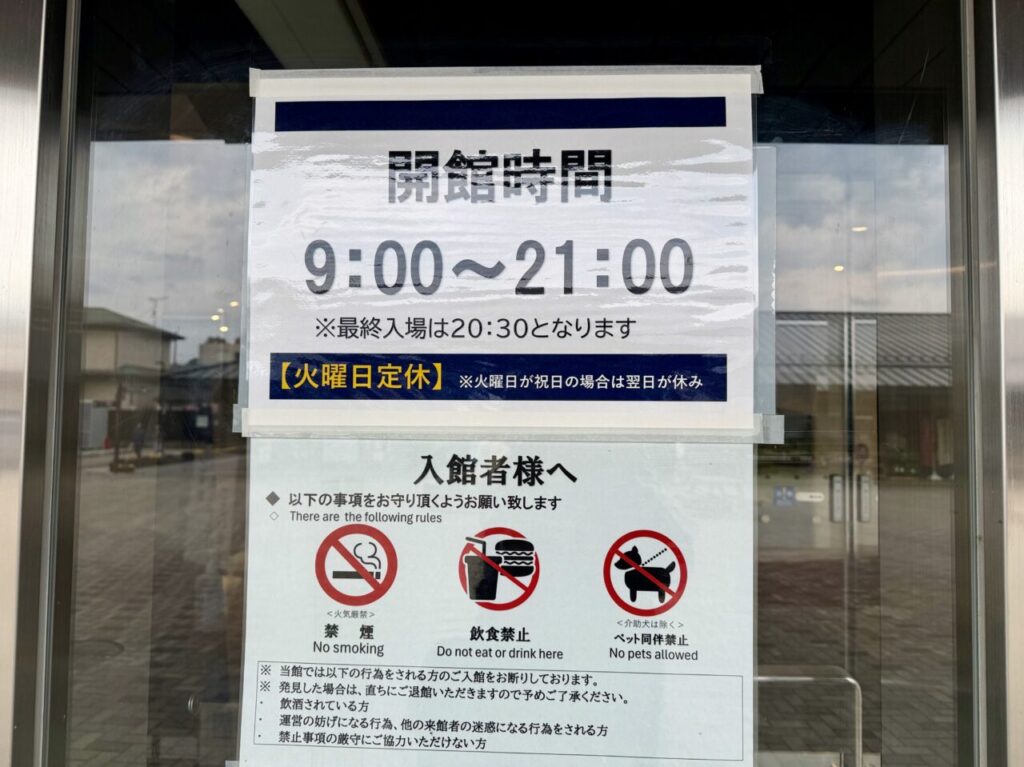 開館時間
9:00～21:00
※最終入場は20:30となります
【火曜日定休】 ※火曜日が祝日の場合は翌日が休み
入館者様へ
◆ 以下の事項をお守り頂くようお願い致します
◇ There are the following rules
＜火気厳禁＞
禁 煙
No smoking
飲食禁止
Do not eat or drink here
＜介助犬は除く＞
ペット同伴禁止
No pets allowed
※ 当館では以下の行為をされる方のご入館をお断りしております。
※ 発見した場合は、直ちにご退館いただきますので予めご了承ください。
・ 飲酒されている方
・ 運営の妨げになる行為、他の来館者の迷惑になる行為をされる方
・ 禁止事項の厳守にご協力いただけない方